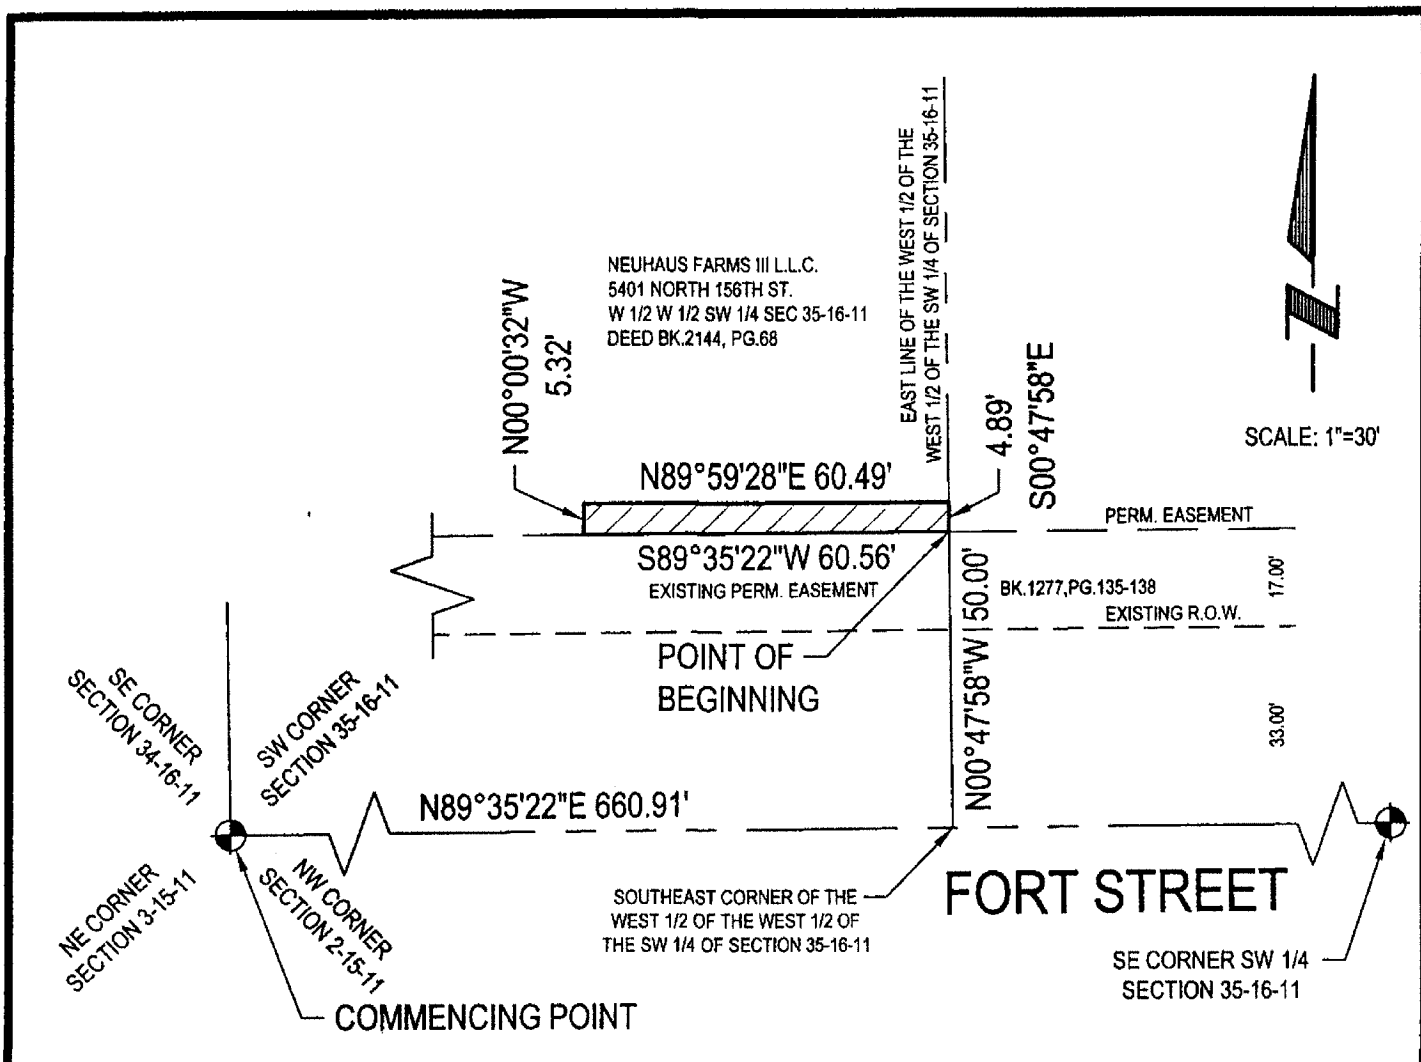 EAST LINE OF THE WEST 1/2 OF THE
WEST 1/2 OF THE SW 1/4 OF SECTION 35-16-11
NEUHAUS FARMS III L.L.C.
5401 NORTH 156TH ST.
W 1/2 W 1/2 SW 1/4 SEC 35-16-11
DEED BK.2144, PG.68
N00°00'32"W
5.32'
4.89'
S00°47'58"E
SCALE: 1"=30'
N89°59'28"E 60.49'
PERM. EASEMENT
S89°35'22"W 60.56'
EXISTING PERM. EASEMENT
N00°47'58"W 50.00'
BK.1277,PG.135-138
17.00'
EXISTING R.O.W.
POINT OF
BEGINNING
33.00'
SE CORNER
SECTION 34-16-11
SW CORNER
SECTION 35-16-11
N89°35'22"E 660.91'
NE CORNER
SECTION 3-15-11
NW CORNER
SECTION 2-15-11
SOUTHEAST CORNER OF THE
WEST 1/2 OF THE WEST 1/2 OF
THE SW 1/4 OF SECTION 35-16-11
FORT STREET
SE CORNER SW 1/4
SECTION 35-16-11
COMMENCING POINT